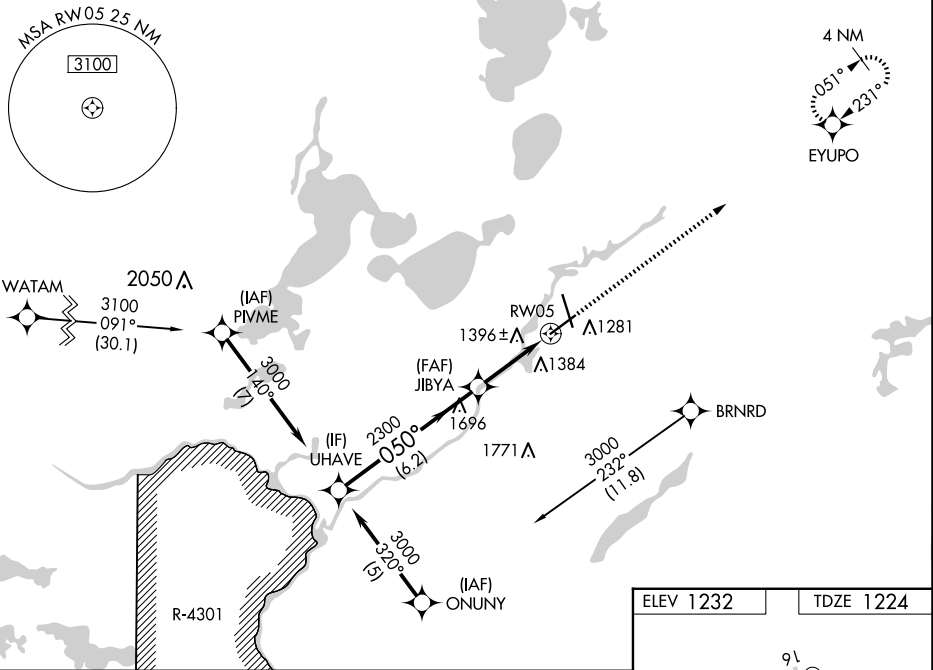 MSA RW05 25 NM
3100
4 NM
051°
231°
EYUPO
WATAM
2050
3100
091°
(30.1)
(IAF)
PIVME
3000
140°
(7)
RW05
1396±
1281
1384
(FAF)
JIBYA
1696
2300
050°
(6.2)
1771
BRNRD
3000
232°
(11.8)
(IF)
UHAVE
3000
320°
(5)
(IAF)
ONUNY
R-4301
ELEV 1232
TDZE 1224
16